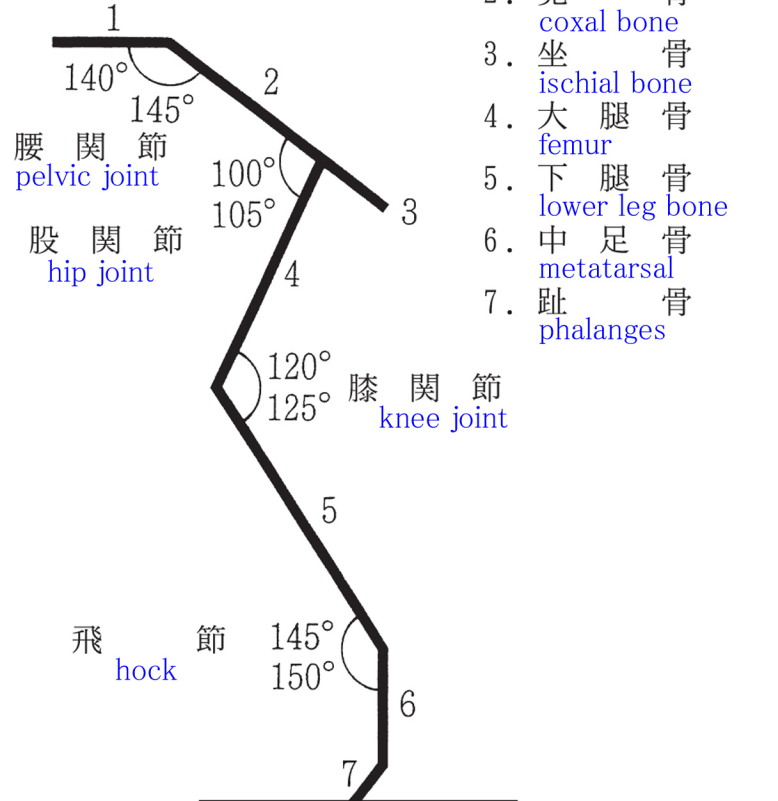 1
140°
145°
2
腰関節
pelvic joint
100°
105°
3
股関節
hip joint
4
120°
125°
膝関節
knee joint
5
飛節
hock
145°
150°
6
7
coxal bone
3. 坐骨
ischial bone
4. 大腿骨
femur
5. 下腿骨
lower leg bone
6. 中足骨
metatarsal
7. 趾骨
phalanges